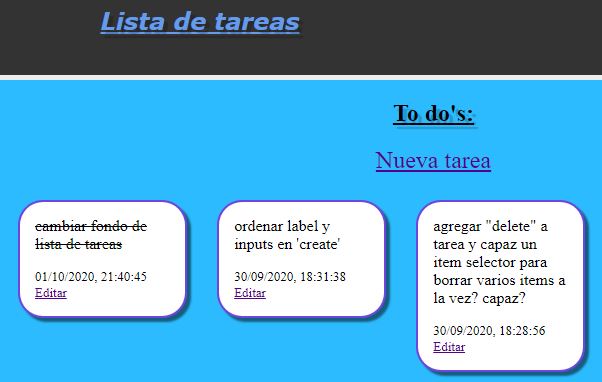 Lista de tareas
To do's:
Nueva tarea
cambiar fondo de
lista de tareas
01/10/2020, 21:40:45
Editar
ordenar label y
inputs en 'create'
30/09/2020, 18:31:38
Editar
agregar "delete" a
tarea y capaz un
item selector para
borrar varios items a
la vez? capaz?
30/09/2020, 18:28:56
Editar